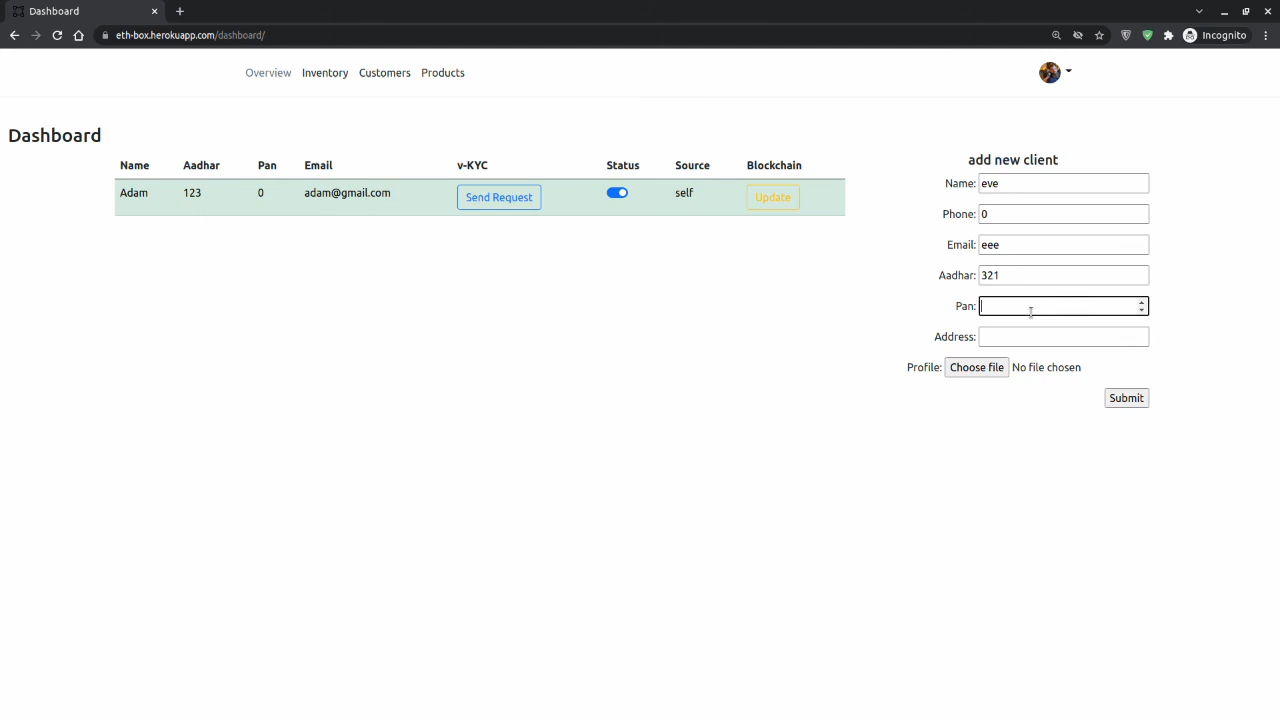 Dashboard
eth-box.herokuapp.com/dashboard/
Incognito
Overview Inventory Customers Products
Dashboard
Name Aadhar Pan Email v-KYC Status Source Blockchain
Adam 123 0 adam@gmail.com Send Request self Update
add new client
Name: eve
Phone: 0
Email: eee
Aadhar: 321
Pan:
Address:
Profile: Choose file No file chosen
Submit